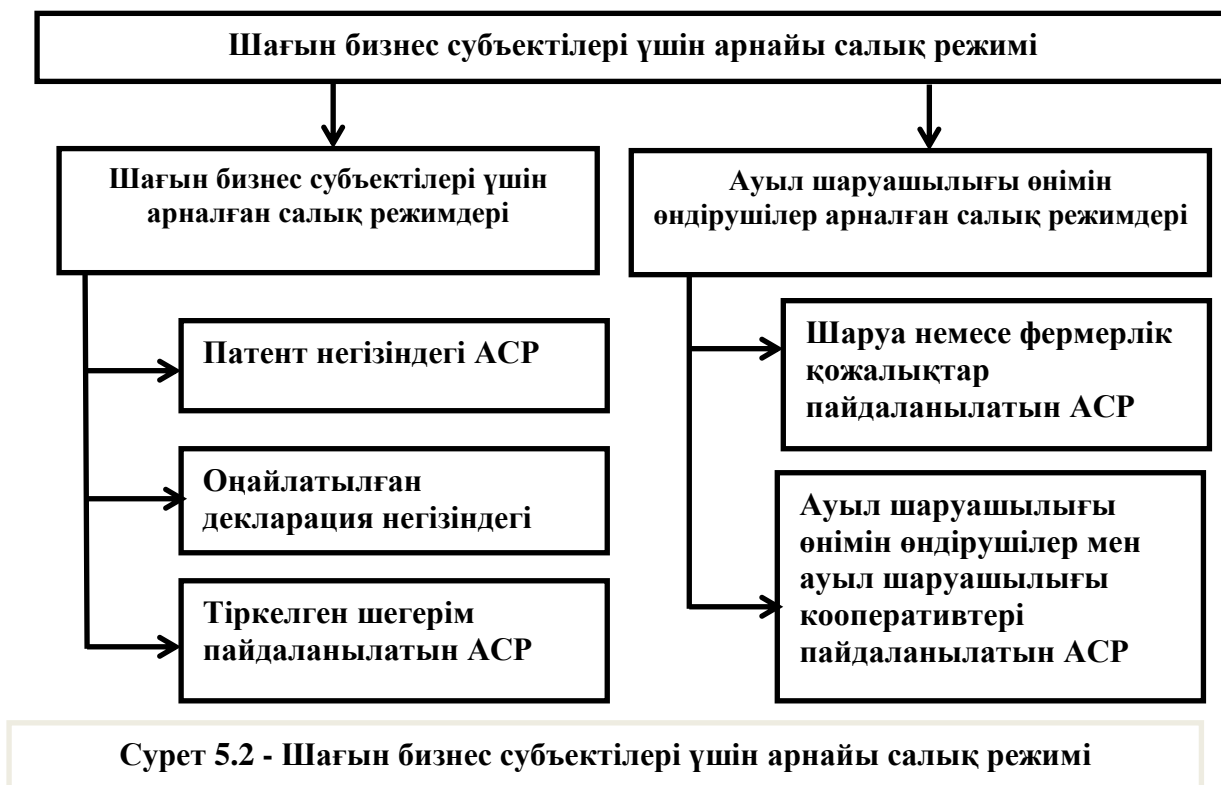 Шағын бизнес субъектілері үшін арнайы салық режимі
Шағын бизнес субъектілері үшін
арналған салық режимдері
Патент негізіндегі АСР
Оңайлатылған
декларация негізіндегі
Тіркелген шегерім
пайдаланылатын АСР
Ауыл шаруашылығы өнімін
өндірушілер арналған салық режимдері
Шаруа немесе фермерлік
қожалықтар
пайдаланылатын АСР
Ауыл шаруашылығы
өнімін өндірушілер мен
ауыл шаруашылығы
кооперативтері
пайдаланылатын АСР
Сурет 5.2 - Шағын бизнес субъектілері үшін арнайы салық режимі